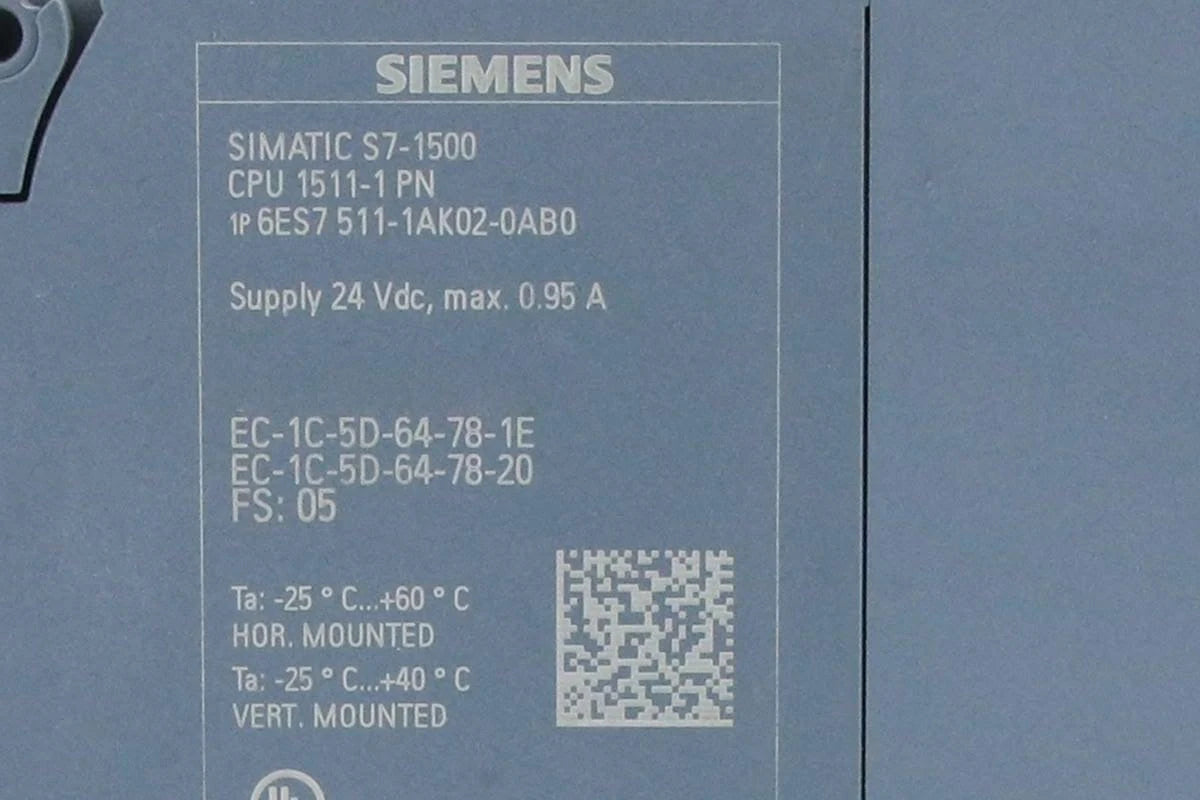 SIEMENS
SIMATIC S7-1500
CPU 1511-1 PN
1P 6ES7 511-1AK02-0AB0
Supply 24 Vdc, max. 0.95 A
EC-1C-5D-64-78-1E
EC-1C-5D-64-78-20
FS: 05
Ta: -25 ° C...+60 ° C
HOR. MOUNTED
Ta: -25 ° C...+40 ° C
VERT. MOUNTED